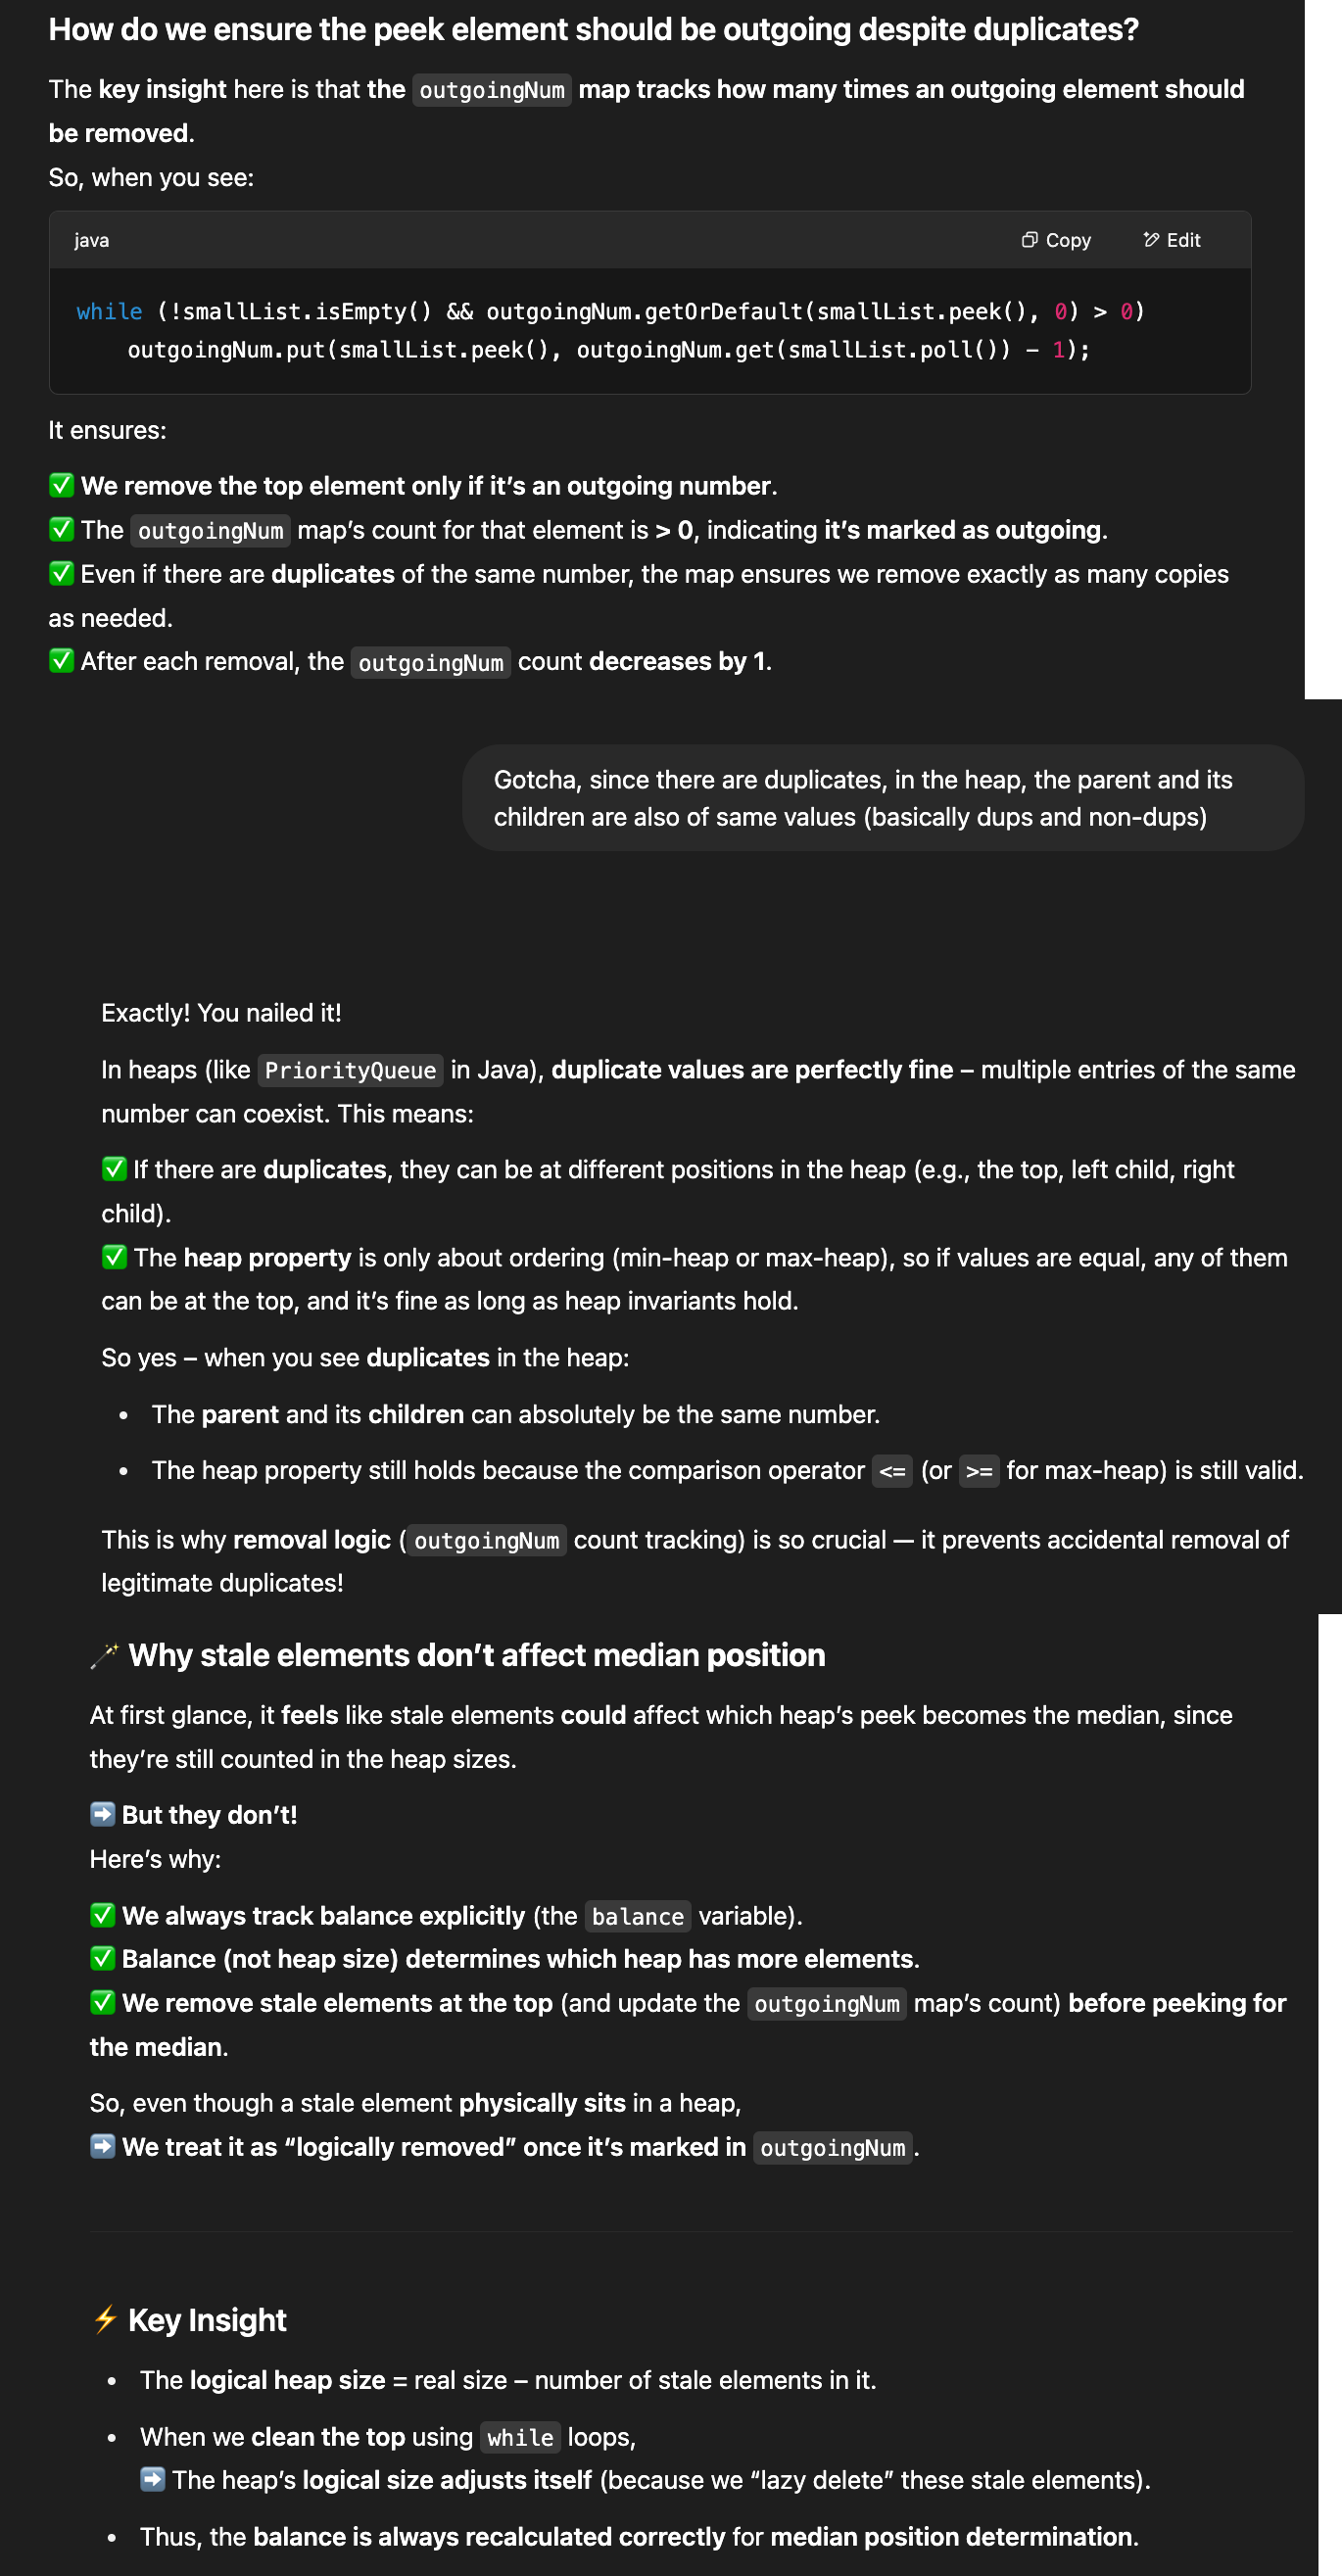 How do we ensure the peek element should be outgoing despite duplicates?
The key insight here is that the outgoingNum map tracks how many times an outgoing element should
be removed.
So, when you see:
java
Copy
Edit
while (!smallList.isEmpty() && outgoingNum.getOrDefault(smallList.peek(), 0) > 0)
outgoingNum.put(smallList.peek(), outgoingNum.get(smallList.poll()) - 1);
It ensures:
✅ We remove the top element only if it’s an outgoing number.
✅ The outgoingNum map’s count for that element is > 0, indicating it’s marked as outgoing.
✅ Even if there are duplicates of the same number, the map ensures we remove exactly as many copies
as needed.
✅ After each removal, the outgoingNum count decreases by 1.
Gotcha, since there are duplicates, in the heap, the parent and its
children are also of same values (basically dups and non-dups)
Exactly! You nailed it!
In heaps (like PriorityQueue in Java), duplicate values are perfectly fine – multiple entries of the same
number can coexist. This means:
✅ If there are duplicates, they can be at different positions in the heap (e.g., the top, left child, right
child).
✅ The heap property is only about ordering (min-heap or max-heap), so if values are equal, any of them
can be at the top, and it’s fine as long as heap invariants hold.
So yes – when you see duplicates in the heap:
• The parent and its children can absolutely be the same number.
• The heap property still holds because the comparison operator <= (or >= for max-heap) is still valid.
This is why removal logic (outgoingNum count tracking) is so crucial — it prevents accidental removal of
legitimate duplicates!
🪄 Why stale elements don’t affect median position
At first glance, it feels like stale elements could affect which heap’s peek becomes the median, since
they’re still counted in the heap sizes.
➡️ But they don’t!
Here’s why:
✅ We always track balance explicitly (the balance variable).
✅ Balance (not heap size) determines which heap has more elements.
✅ We remove stale elements at the top (and update the outgoingNum map’s count) before peeking for
the median.
So, even though a stale element physically sits in a heap,
➡️ We treat it as “logically removed” once it’s marked in outgoingNum.
⚡ Key Insight
• The logical heap size = real size – number of stale elements in it.
• When we clean the top using while loops,
➡️ The heap’s logical size adjusts itself (because we “lazy delete” these stale elements).
• Thus, the balance is always recalculated correctly for median position determination.